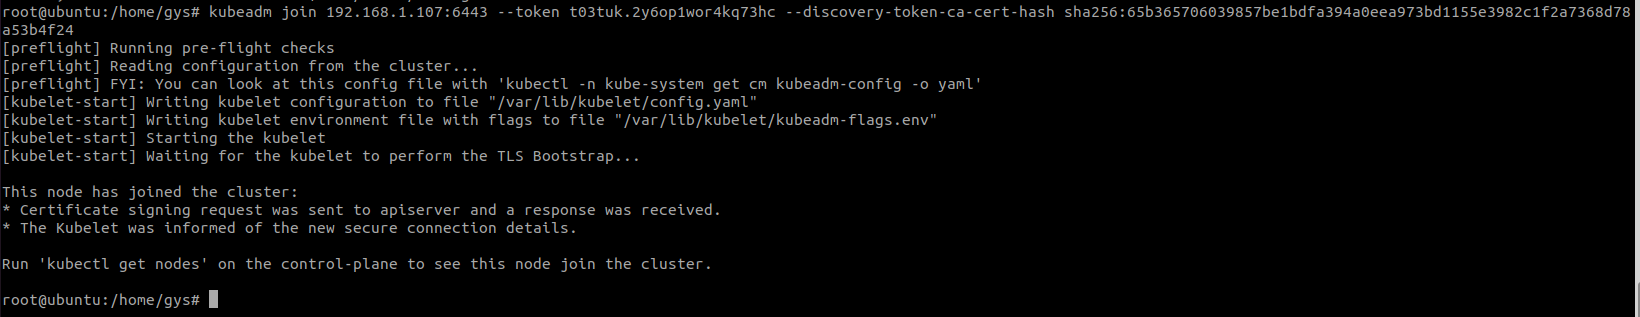 root@ubuntu:/home/gys# kubeadm join 192.168.1.107:6443 --token t03tuk.2y6op1wor4kq73hc --discovery-token-ca-cert-hash sha256:65b365706039857be1bdfa394a0eea973bd1155e3982c1f2a7368d78
a53b4f24
[preflight] Running pre-flight checks
[preflight] Reading configuration from the cluster...
[preflight] FYI: You can look at this config file with 'kubectl -n kube-system get cm kubeadm-config -o yaml'
[kubelet-start] Writing kubelet configuration to file "/var/lib/kubelet/config.yaml"
[kubelet-start] Writing kubelet environment file with flags to file "/var/lib/kubelet/kubeadm-flags.env"
[kubelet-start] Starting the kubelet
[kubelet-start] Waiting for the kubelet to perform the TLS Bootstrap...
This node has joined the cluster:
* Certificate signing request was sent to apiserver and a response was received.
* The Kubelet was informed of the new secure connection details.
Run 'kubectl get nodes' on the control-plane to see this node join the cluster.
root@ubuntu:/home/gys#